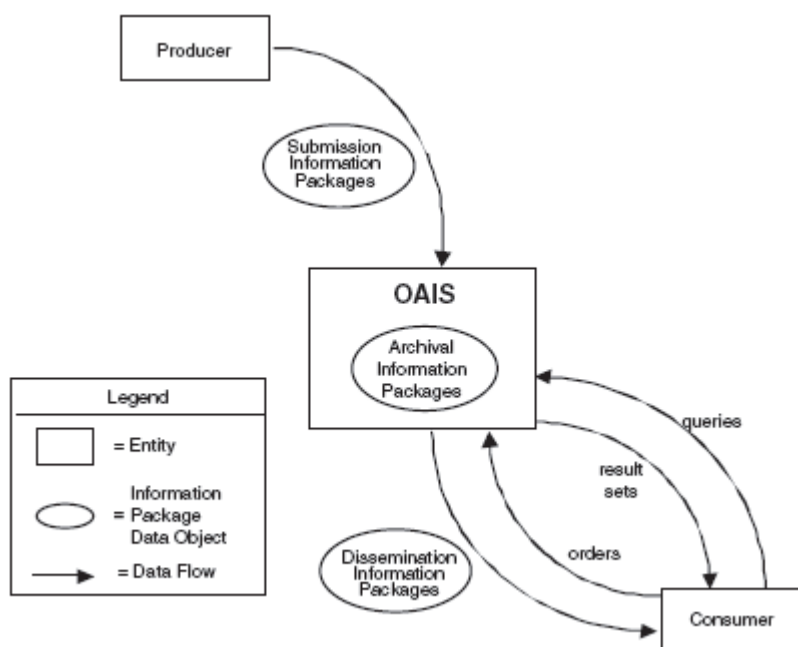 Producer
Submission
Information
Packages
OAIS
Archival
Information
Packages
queries
result
sets
orders
Dissemination
Information
Packages
Consumer
Legend
= Entity
Information
= Package
Data Object
= Data Flow